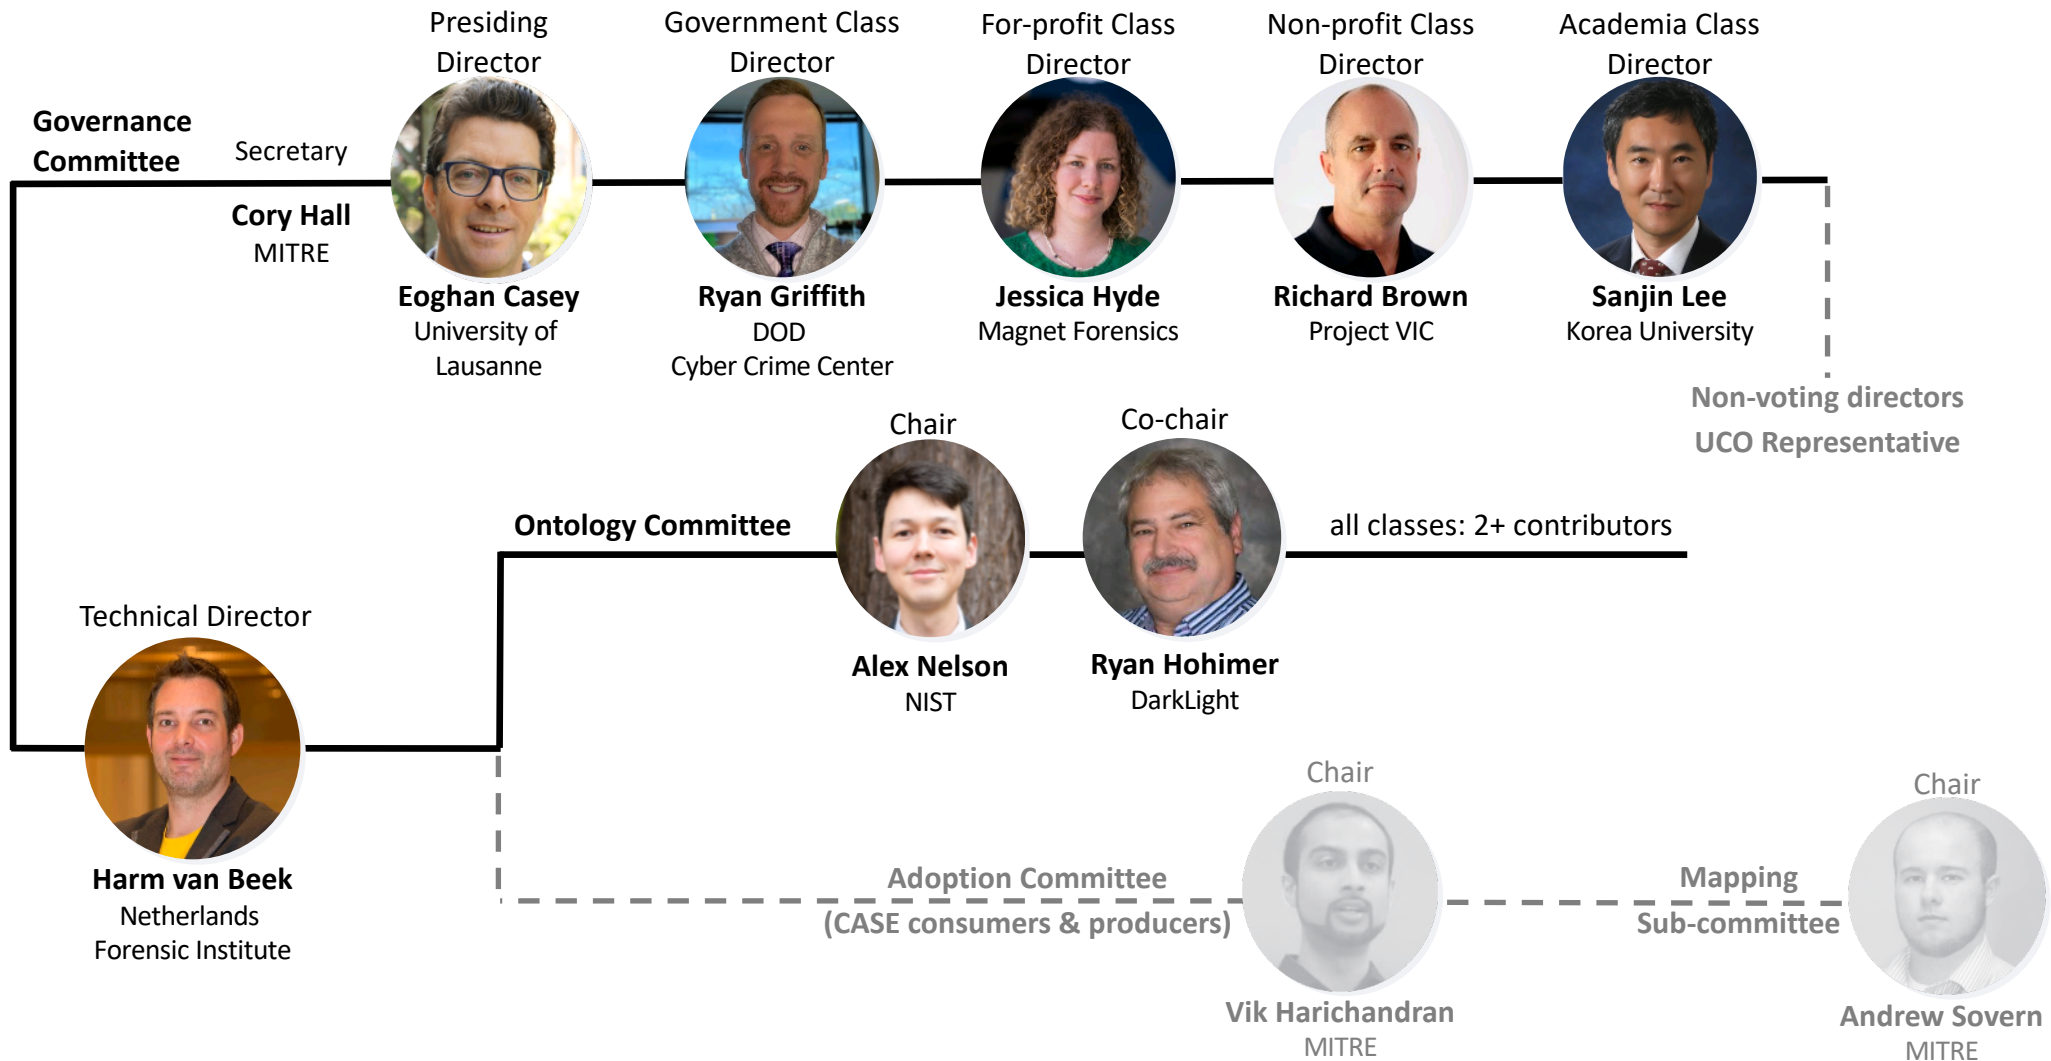 Presiding
Director
Government Class
Director
For-profit Class
Director
Non-profit Class
Director
Academia Class
Director
Governance
Committee
Secretary
Cory Hall
MITRE
Eoghan Casey
University of
Lausanne
Ryan Griffith
DOD
Cyber Crime Center
Jessica Hyde
Magnet Forensics
Richard Brown
Project VIC
Sanjin Lee
Korea University
Non-voting directors
UCO Representative
Chair
Co-chair
Ontology Committee
all classes: 2+ contributors
Alex Nelson
NIST
Ryan Hohimer
DarkLight
Technical Director
Harm van Beek
Netherlands
Forensic Institute
Chair
Chair
Adoption Committee
(CASE consumers & producers)
Mapping
Sub-committee
Vik Harichandran
MITRE
Andrew Sovern
MITRE